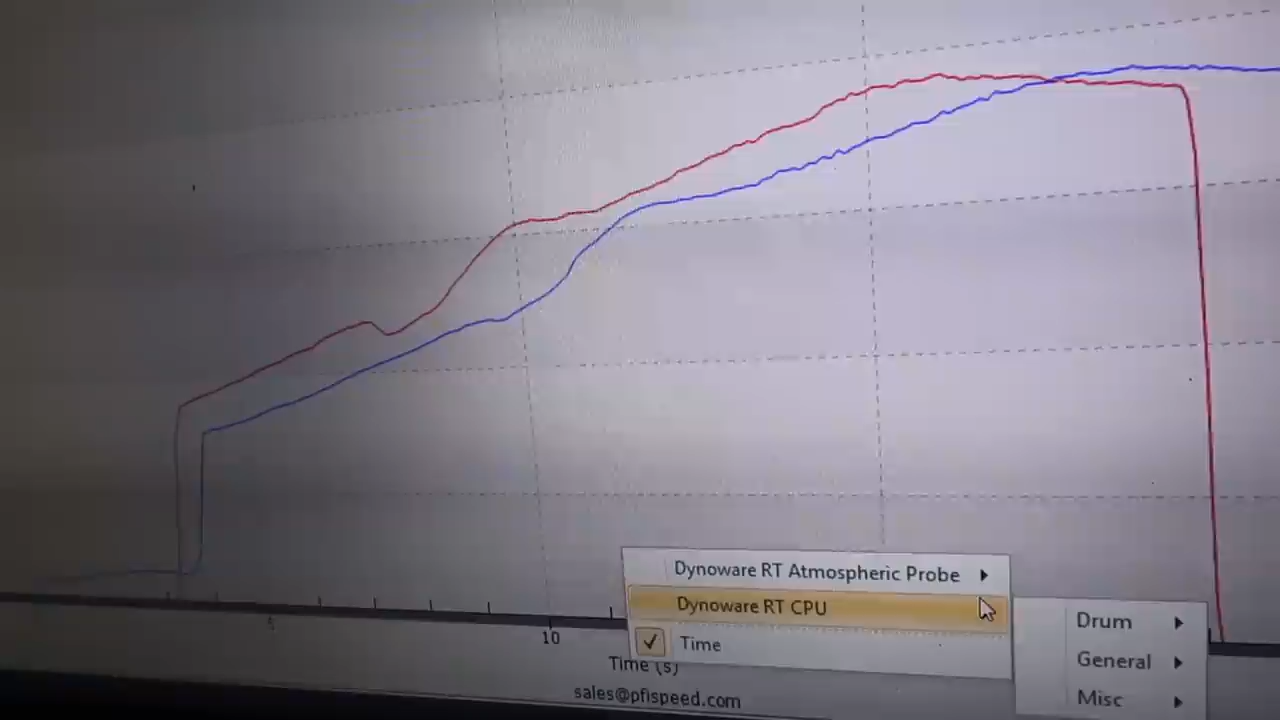 Dynoware RT Atmospheric Probe
Dynoware RT CPU
Time
Drum
General
Misc
10
Time (s)
sales@pfispeed.com